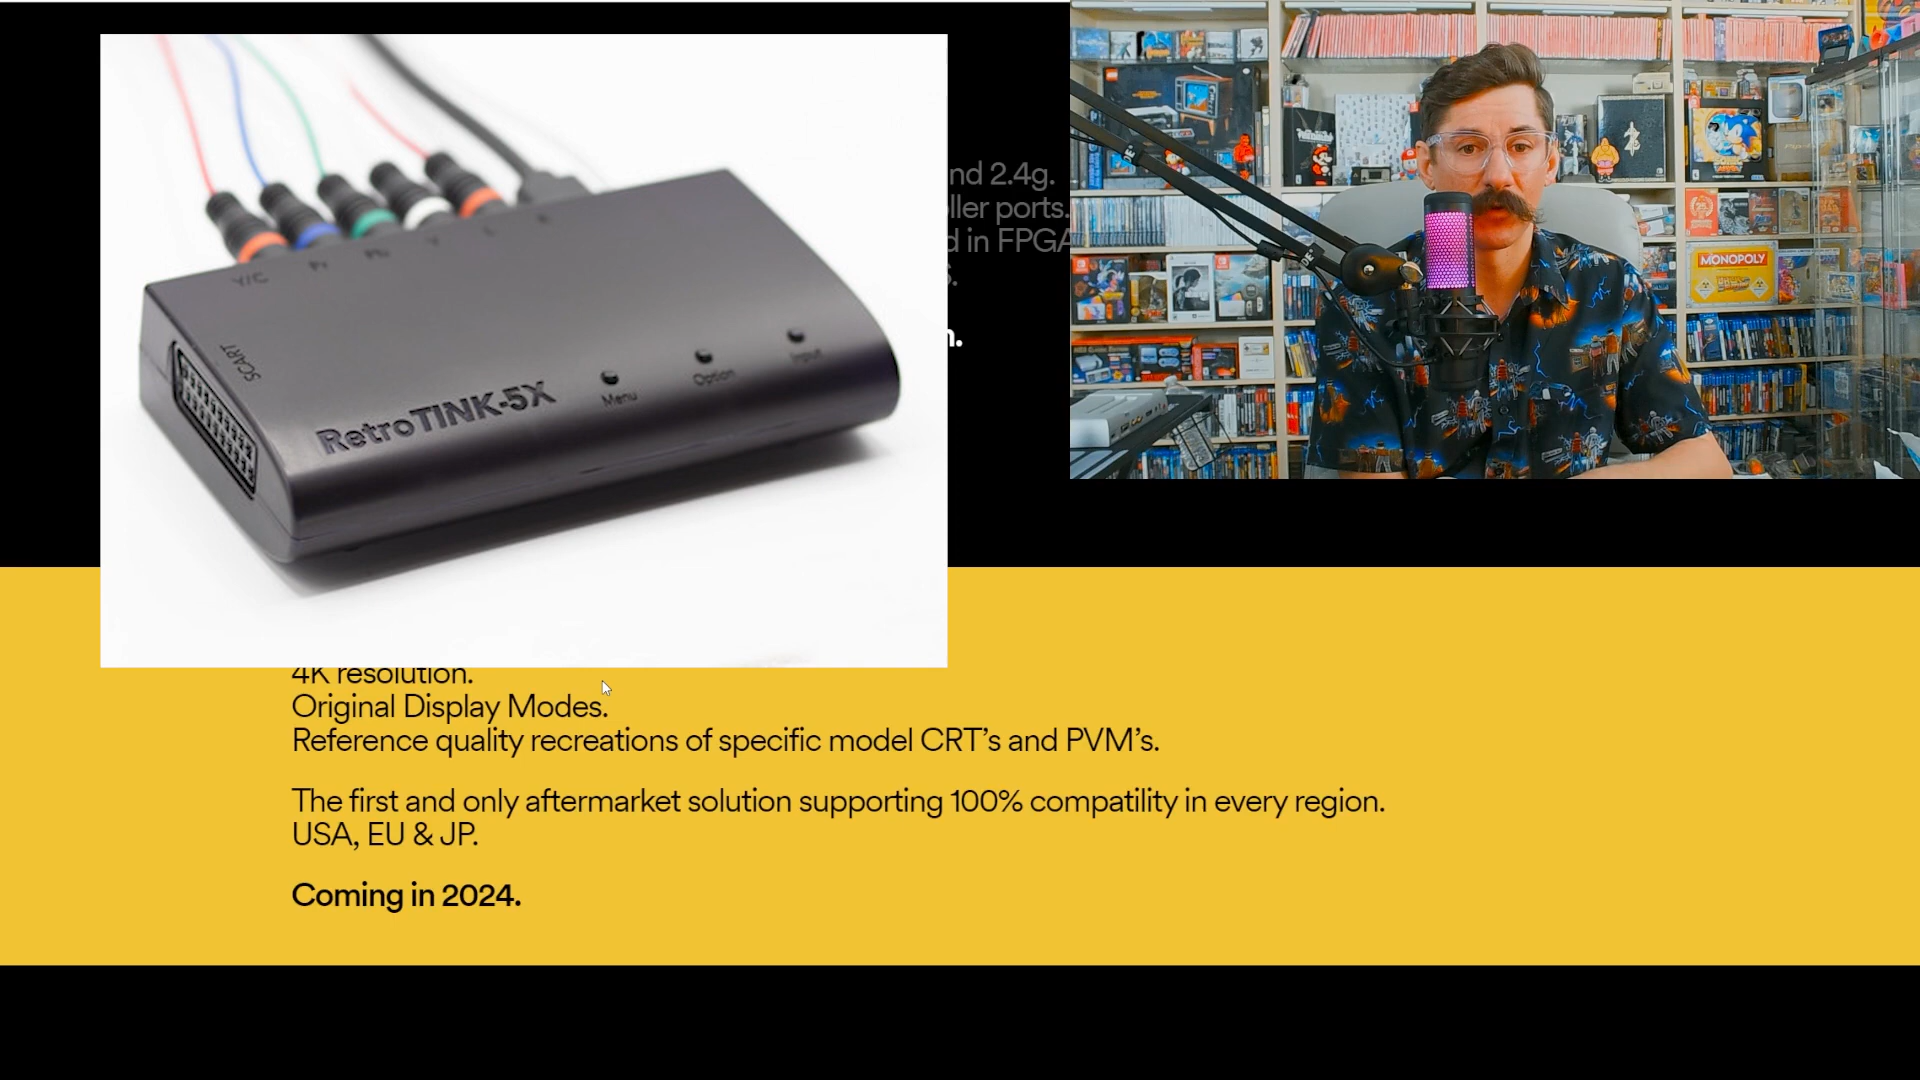 nd 2.4g.
ller ports.
d in FPGA
n.
Y/C
Pr
Pb
SCART
RetroTINK-5X
Menu
Option
Input
MONOPOLY
4K resolution.
Original Display Modes.
Reference quality recreations of specific model CRT’s and PVM’s.
The first and only aftermarket solution supporting 100% compatility in every region.
USA, EU & JP.
Coming in 2024.